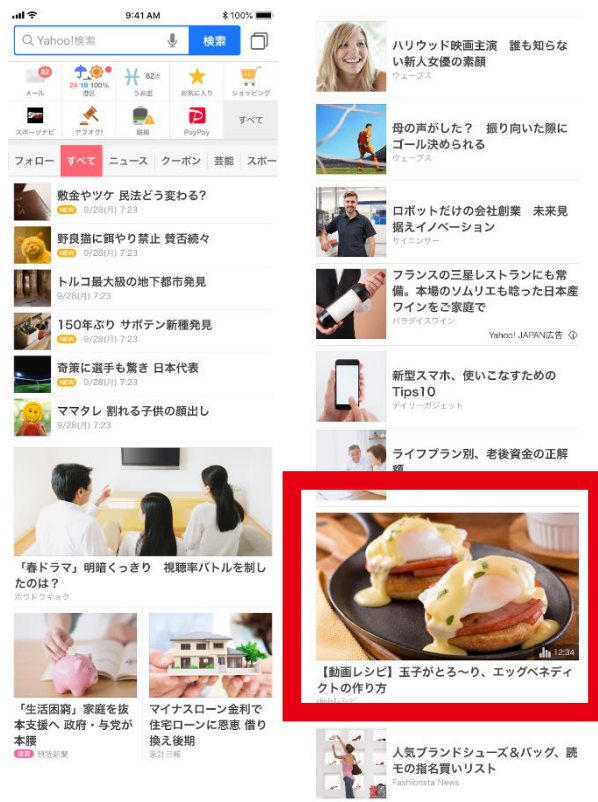 9:41 AM
100%
Yahoo!検索
検索
82
メール
24/18 100%
港区
82点
うお座
お気に入り
ショッピング
スポーツナビ
ヤフオク!
路線
PayPay
すべて
フォロー
すべて
ニュース
クーポン
芸能
スポー
敷金やツケ 民法どう変わる?
NEW 9/28(月) 7:23
野良猫に餌やり禁止 賛否続々
NEW 9/28(月) 7:23
トルコ最大級の地下都市発見
9/28(月) 7:23
150年ぶり サボテン新種発見
NEW 9/28(月) 7:23
奇策に選手も驚き 日本代表
NEW 9/28(月) 7:23
ママタレ 割れる子供の顔出し
9/28(月) 7:23
「春ドラマ」明暗くっきり 視聴率バトルを制し
たのは?
ホウドウキョク
「生活困窮」家庭を抜
本支援へ 政府・与党が
本腰
マイナスローン金利で
住宅ローンに恩恵 借り
換え後期
家計日報
ハリウッド映画主演 誰も知らな
い新人女優の素顔
ウェーブス
母の声がした? 振り向いた隙に
ゴール決められる
ウェーブス
ロボットだけの会社創業 未来見
据えイノベーション
サイエンサー
フランスの三星レストランにも常
備。本場のソムリエも唸った日本産
ワインをご家庭で
パラダイスワイン
Yahoo! JAPAN広告
新型スマホ、使いこなすための
Tips10
デイリーガジェット
ライフプラン別、老後資金の正解
額
12:34
【動画レシピ】玉子がとろ〜り、エッグベネディ
クトの作り方
dishレシピ
人気ブランドシューズ&バッグ、読
モの指名買いリスト
Fashionsta News